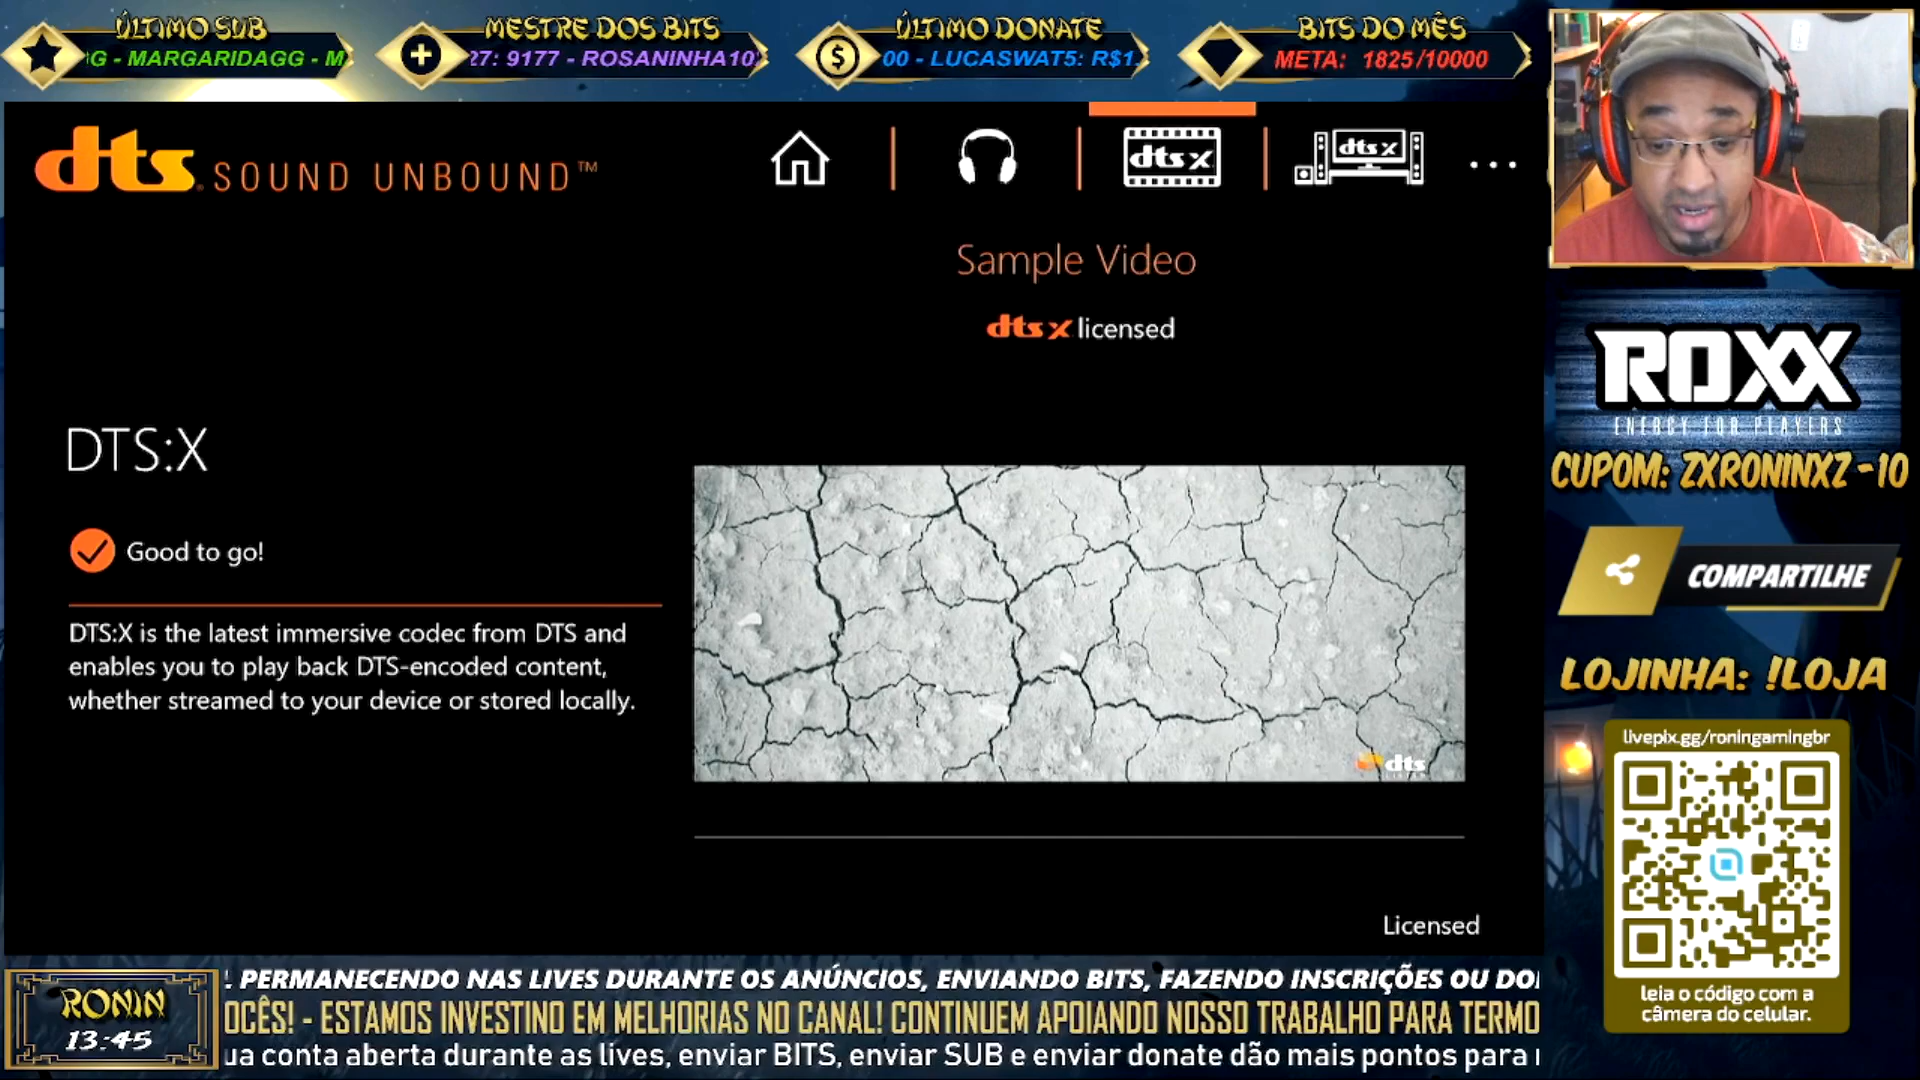 ÚLTIMO SUB
G - MARGARIDAGG - M
MESTRE DOS BITS
27: 9177 - ROSANINHA10
ÚLTIMO DONATE
00 - LUCASWAT5: R$1
BITS DO MÊS
META: 1825/10000
dts SOUND UNBOUND™
dts x
dts x
...
Sample Video
dts x licensed
DTS:X
Good to go!
DTS:X is the latest immersive codec from DTS and
enables you to play back DTS-encoded content,
whether streamed to your device or stored locally.
dts
Licensed
ROXX
ENERGY FOR PLAYERS
CUPOM: ZXRONINXZ -10
COMPARTILHE
LOJINHA: !LOJA
livepix.gg/roningamingbr
leia o código com a
câmera do celular.
RONIN
13:45
! PERMANECENDO NAS LIVES DURANTE OS ANÚNCIOS, ENVIANDO BITS, FAZENDO INSCRIÇÕES OU DO
OCÊS! - ESTAMOS INVESTINO EM MELHORIAS NO CANAL! CONTINUEM APOIANDO NOSSO TRABALHO PARA TERMO
ua conta aberta durante as lives, enviar BITS, enviar SUB e enviar donate dão mais pontos para